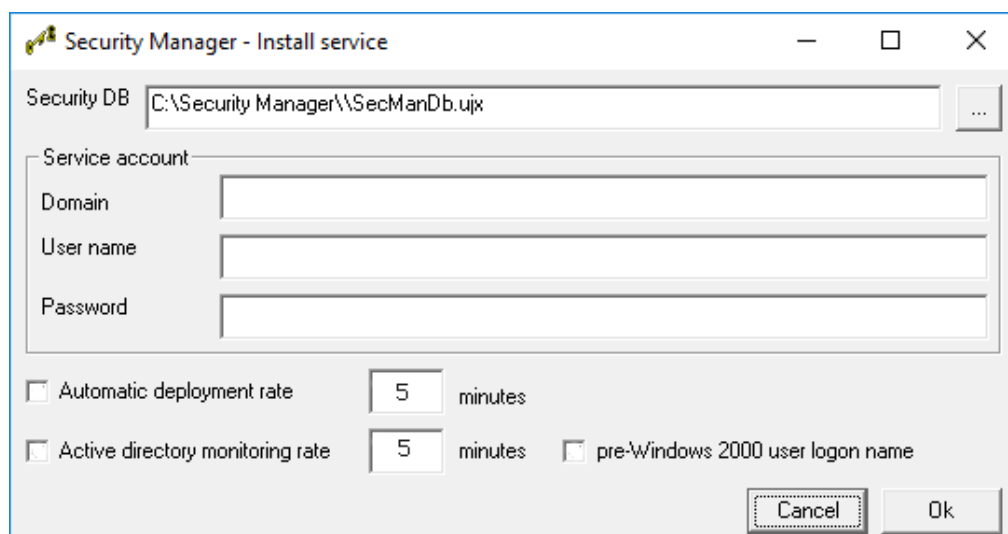 Security Manager - Install service
Security DB C:\Security Manager\\SecManDb.ujx ...
Service account
Domain
User name
Password
Automatic deployment rate 5 minutes
Active directory monitoring rate 5 minutes pre-Windows 2000 user logon name
Cancel Ok